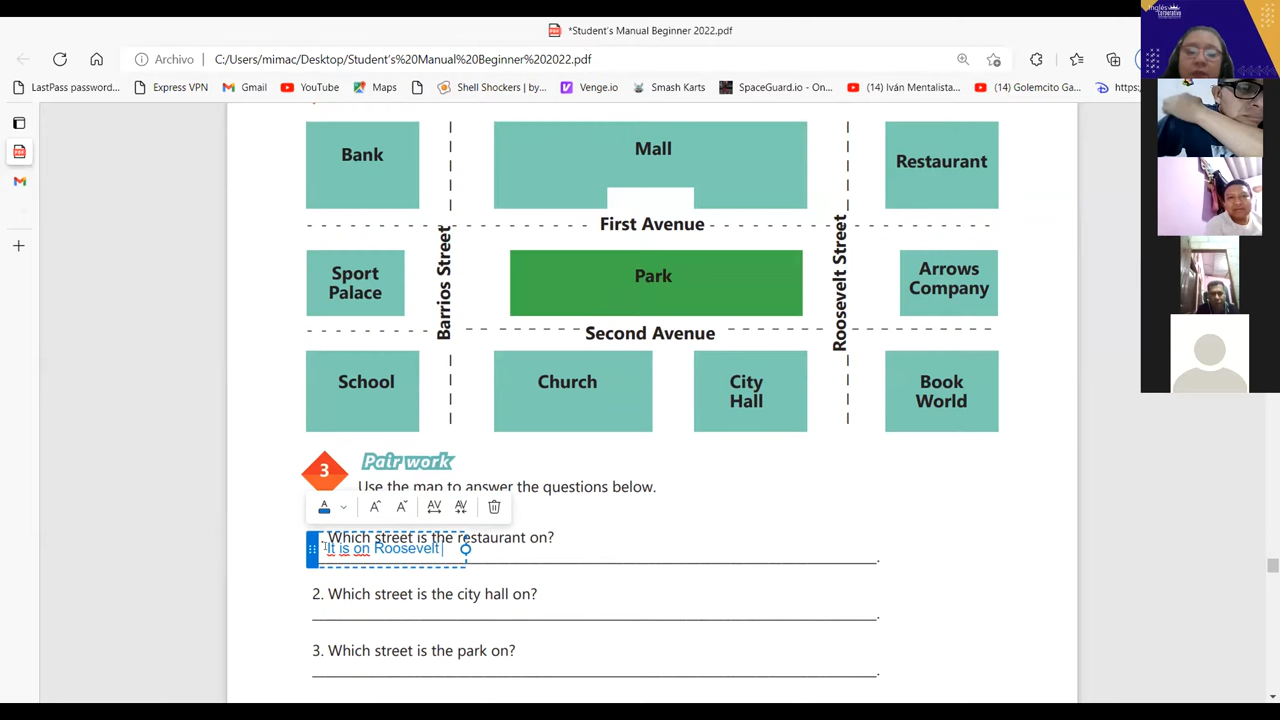 *Student's Manual Beginner 2022.pdf
Archivo C:/Users/mimac/Desktop/Student's%20Manual%20Beginner%202022.pdf
LastPass password... Express VPN Gmail YouTube Maps Shell Shockers | by... Venge.io Smash Karts SpaceGuard.io - On... (14) Iván Mentalista... (14) Golemcito Ga... https:
Inglés
Corporativo
Bank Mall Restaurant
First Avenue
Barrios Street
Roosevelt Street
Sport
Palace
Park
Arrows
Company
Second Avenue
School Church City
Hall
Book
World
3 Pair work
Use the map to answer the questions below.
. Which street is the restaurant on?
It is on Roosevelt
2. Which street is the city hall on?
3. Which street is the park on?